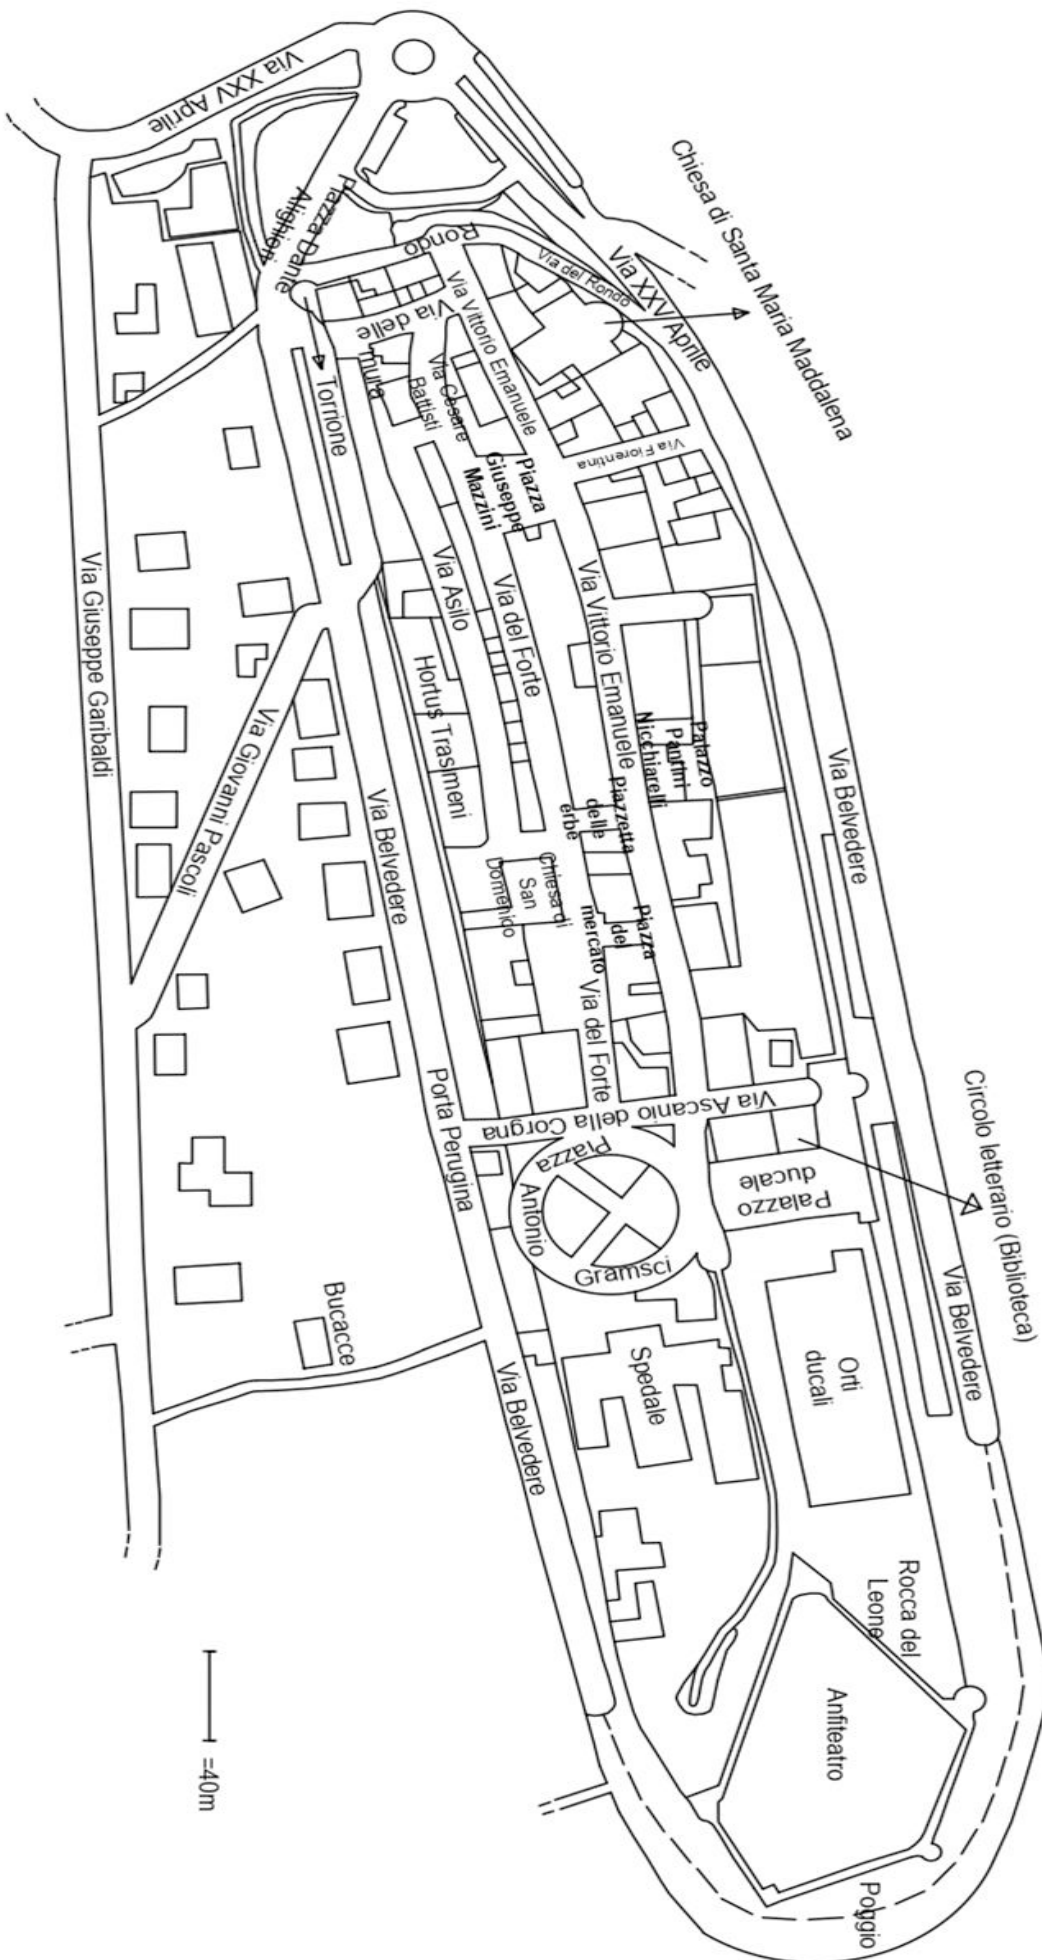 Via XXV Aprile
Chiesa di Santa Maria Maddalena
Piazza Dante
Alighieri
Rondo
Via del Rondo
Via XXV Aprile
Via delle
mura
Via Vittorio Emanuele
Via Cesare
Battisti
Torrione
Via Fiorentina
Piazza
Giuseppe
Mazzini
Via Giuseppe Garibaldi
Via Asilo
Via del Forte
Via Vittorio Emanuele
Hortus Trasmeni
Palazzo
Pantini
Nicchiarelli
Via Giovanni Pascoli
Via Belvedere
Via Belvedere
Piazzetta
delle
erbe
Chiesa di
San
Domenico
Piazza
del
mercato
Via del Forte
Porta Perugina
Via Ascanio della Corgna
Circolo letterario (Biblioteca)
Piazza
Antonio
Gramsci
Palazzo
ducale
Via Belvedere
Bucacce
Spedale
Orti
ducali
Via Belvedere
Rocca del
Leone
Anfiteatro
Poggio
=40m